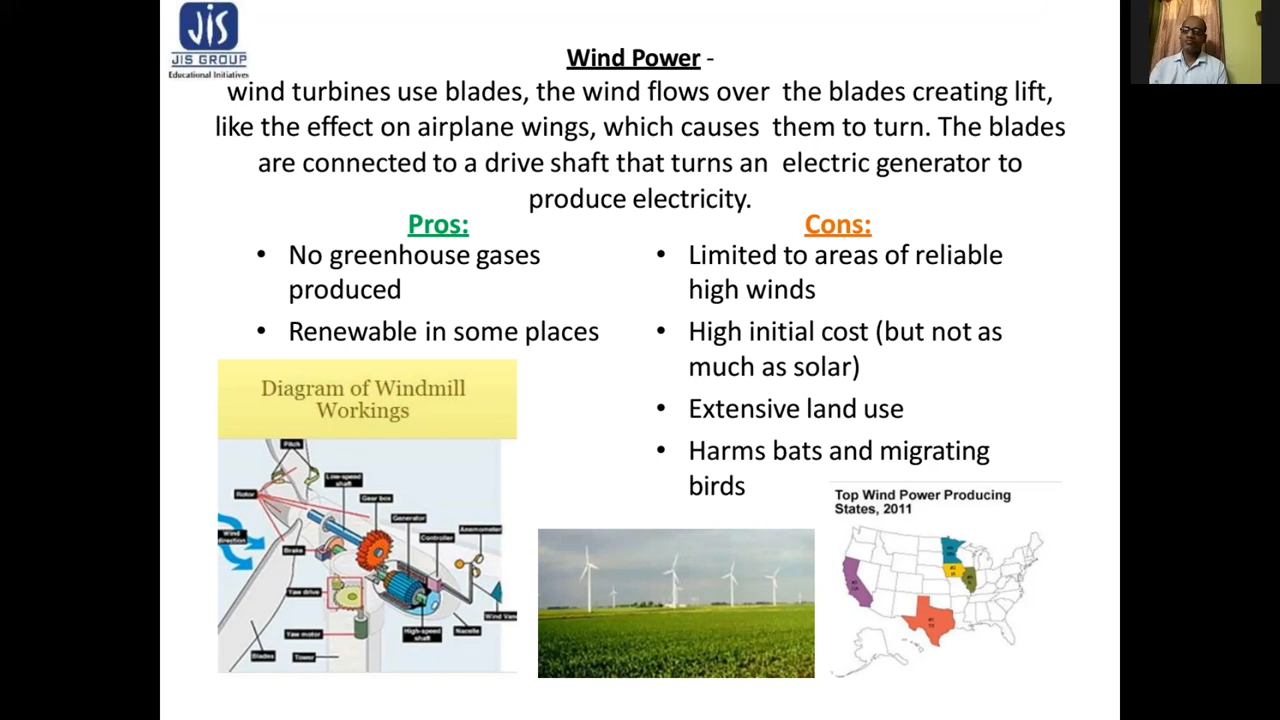 JIS
JIS GROUP
Educational Initiatives
Wind Power -
wind turbines use blades, the wind flows over the blades creating lift,
like the effect on airplane wings, which causes them to turn. The blades
are connected to a drive shaft that turns an electric generator to
produce electricity.
Pros:
• No greenhouse gases
produced
• Renewable in some places
Cons:
• Limited to areas of reliable
high winds
• High initial cost (but not as
much as solar)
• Extensive land use
• Harms bats and migrating
birds
Diagram of Windmill
Workings
Pitch
Low-speed
shaft
Rotor
Gear box
Generator
Anemometer
Wind
direction
Controller
Brake
Yaw drive
Wind Van
Yaw motor
High-speed
shaft
Nacelle
Blades
Tower
Top Wind Power Producing
States, 2011